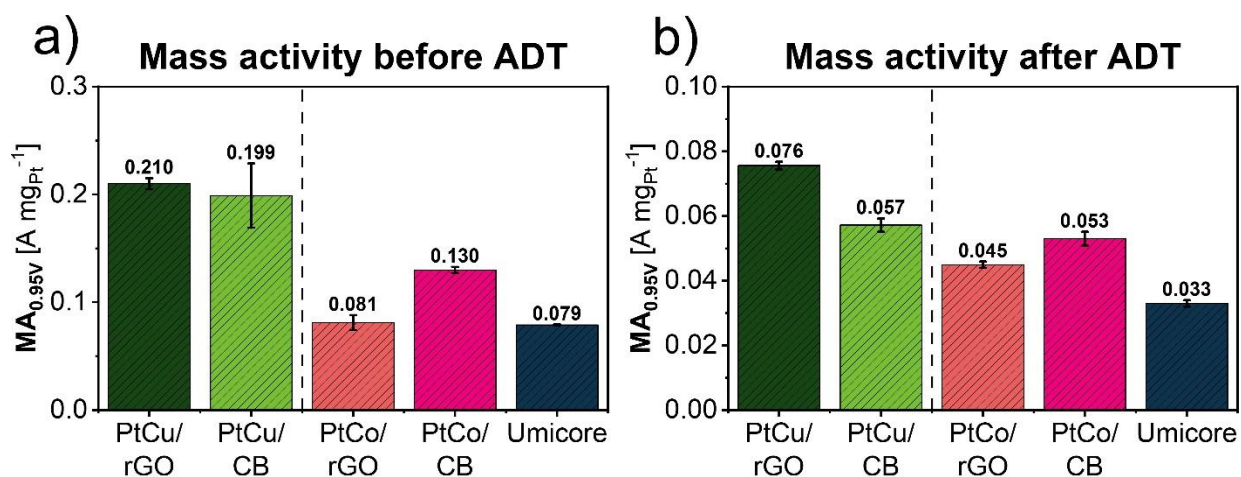 a)
Mass activity before ADT
MA0.95V [A mgPt-1]
0.3
0.2
0.1
0.0
0.210
0.199
0.081
0.130
0.079
PtCu/ PtCu/ PtCo/ PtCo/ Umicore
rGO CB rGO CB
b)
Mass activity after ADT
MA0.95V [A mgPt-1]
0.10
0.08
0.06
0.04
0.02
0.00
0.076
0.057
0.045
0.053
0.033
PtCu/ PtCu/ PtCo/ PtCo/ Umicore
rGO CB rGO CB